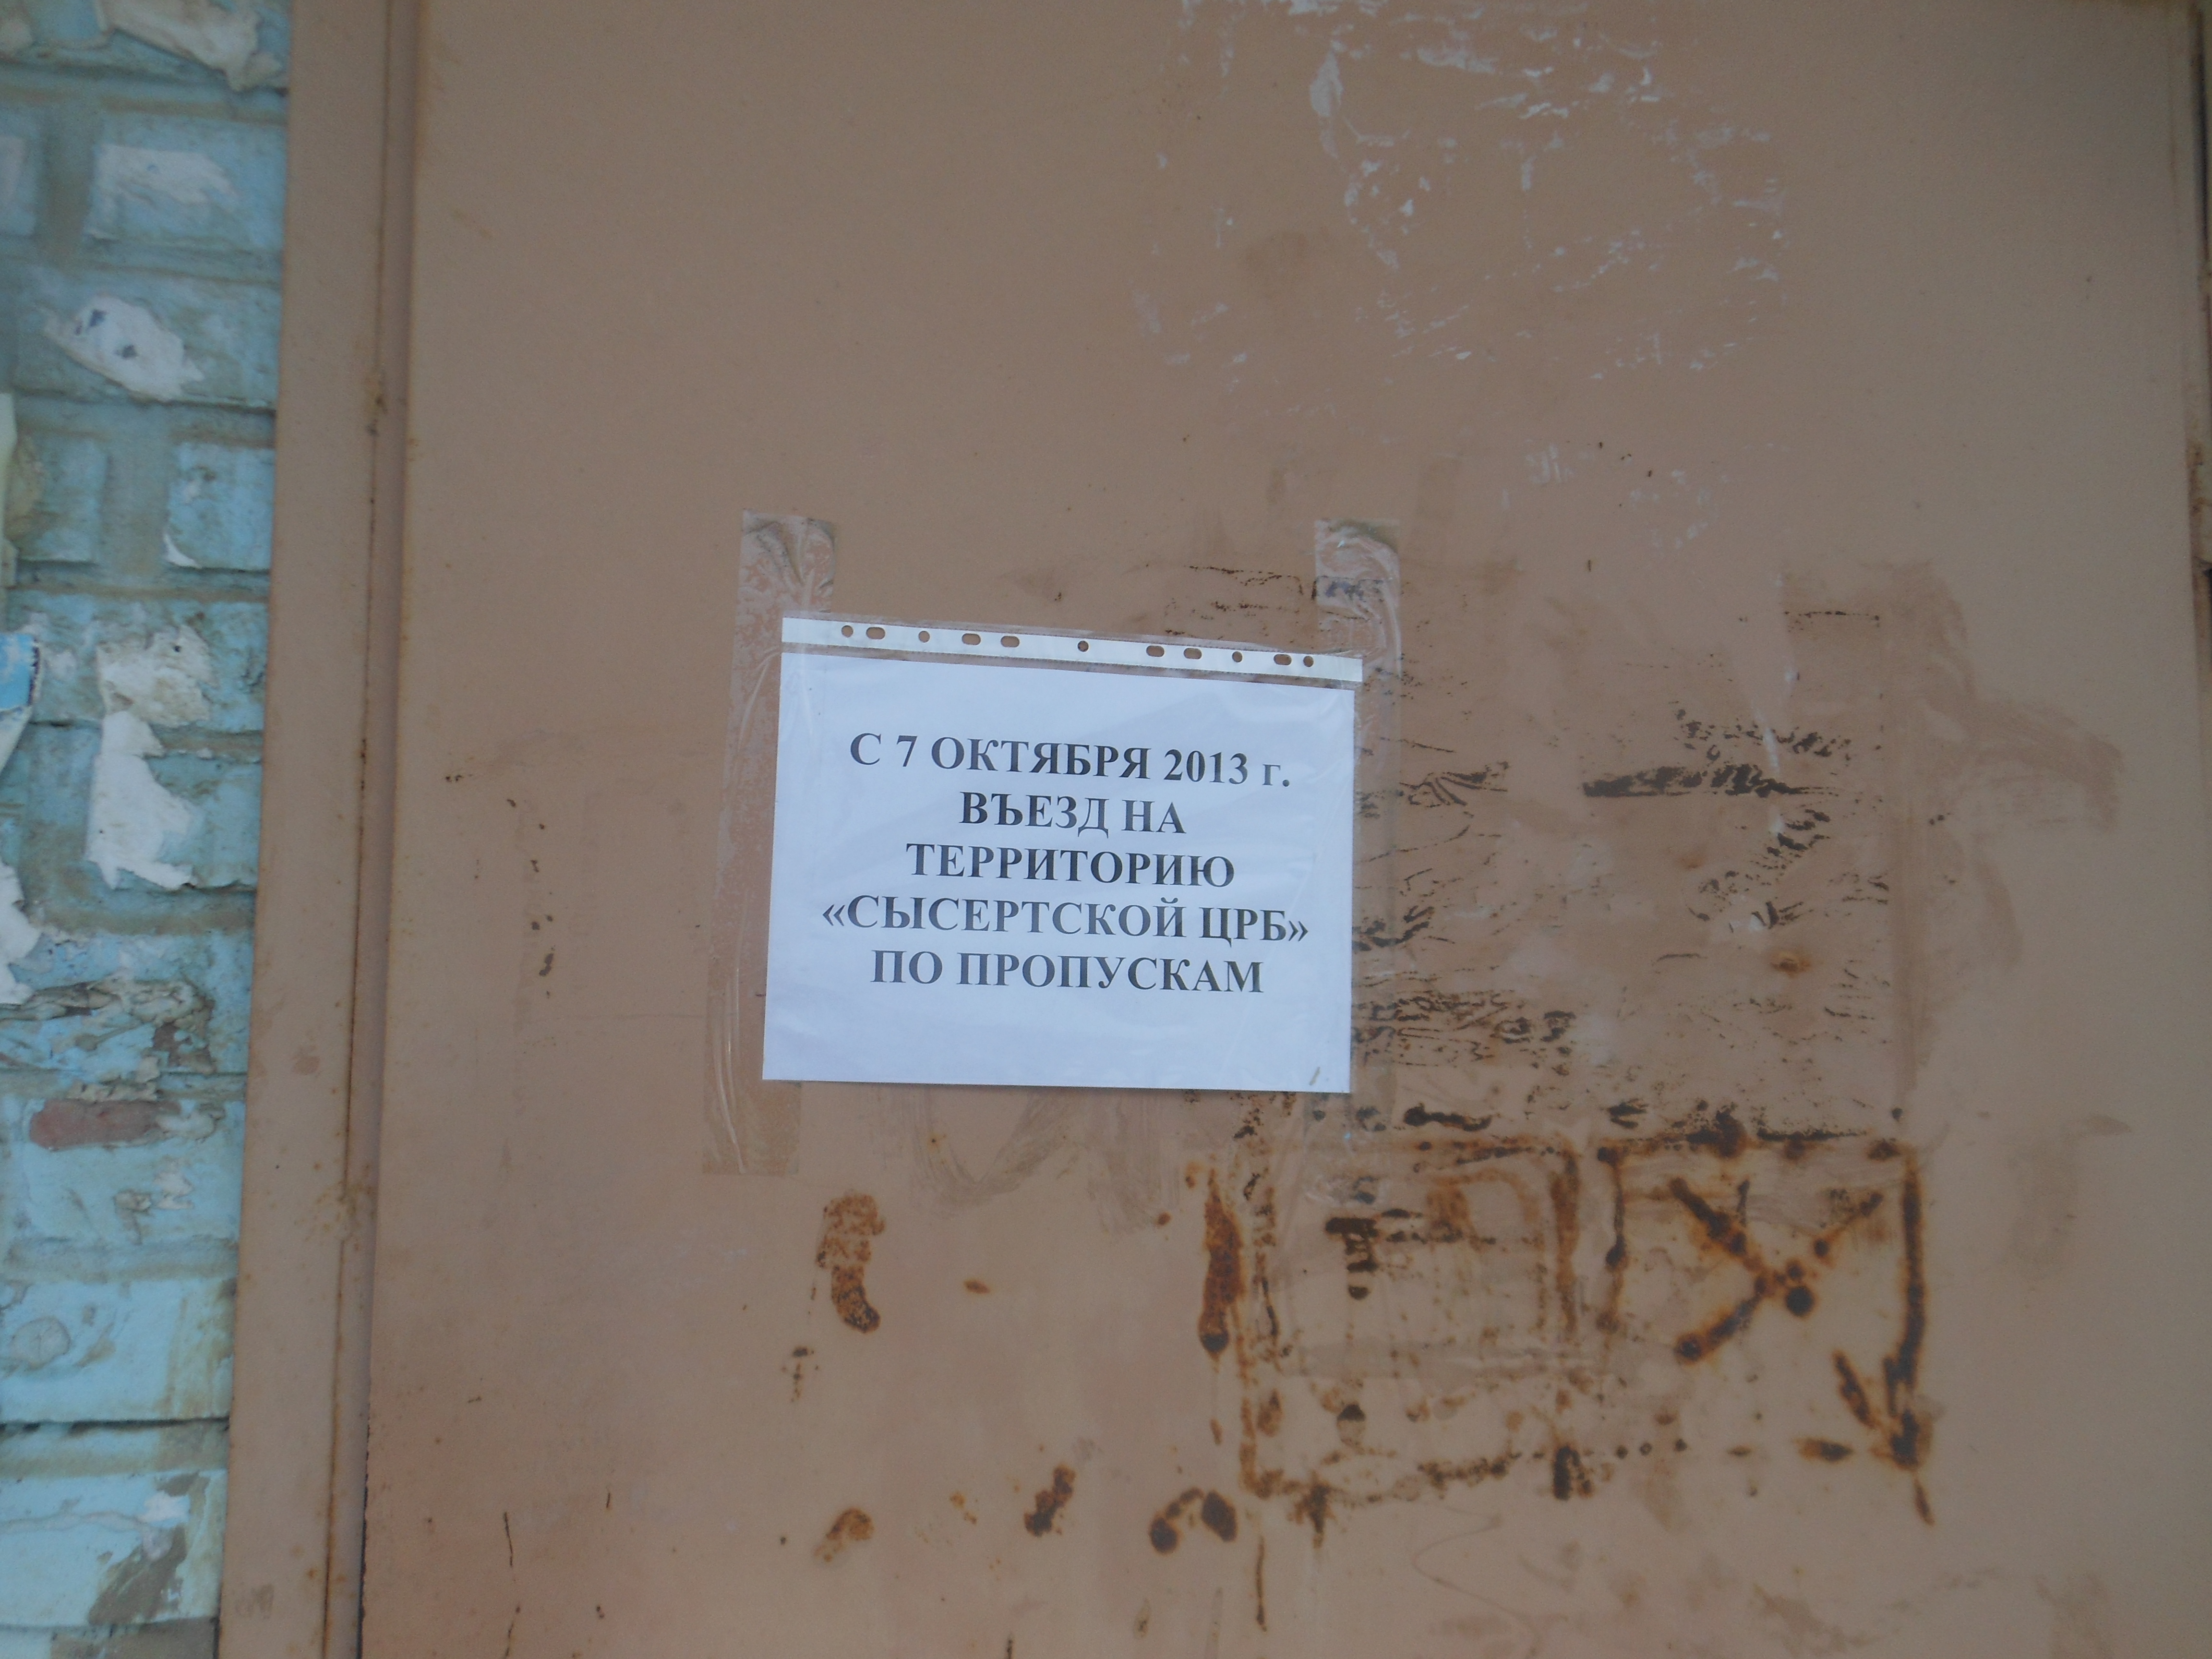 С 7 ОКТЯБРЯ 2013 г.
ВЪЕЗД НА
ТЕРРИТОРИЮ
«СЫСЕРТСКОЙ ЦРБ»
ПО ПРОПУСКАМ